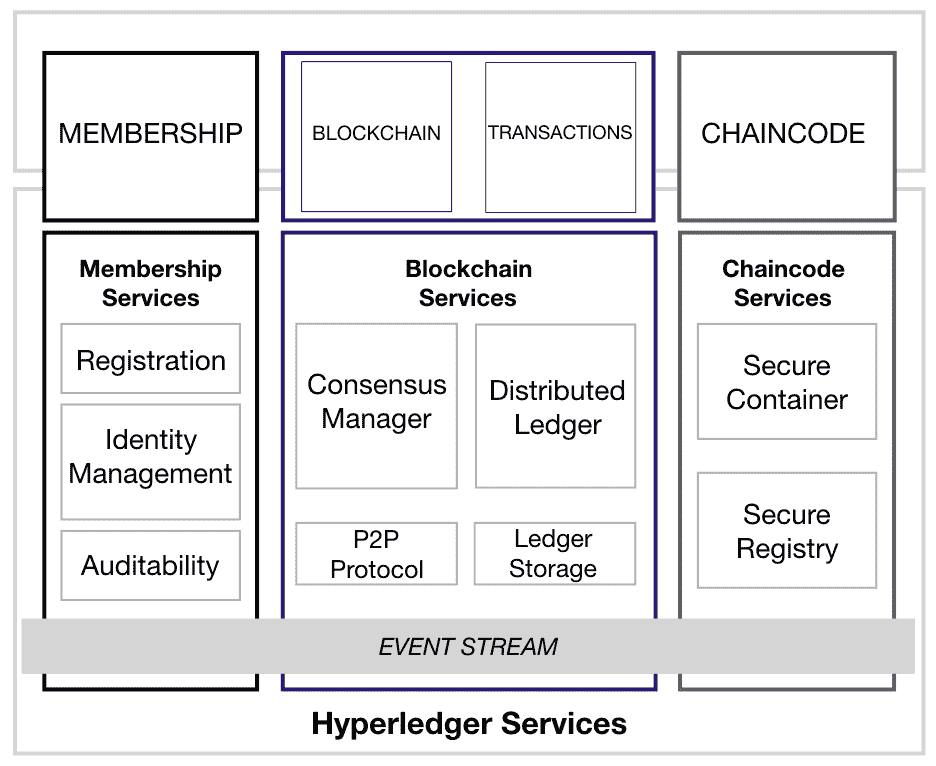 MEMBERSHIP
BLOCKCHAIN
TRANSACTIONS
CHAINCODE
Membership
Services
Registration
Identity
Management
Auditability
Blockchain
Services
Consensus
Manager
Distributed
Ledger
P2P
Protocol
Ledger
Storage
Chaincode
Services
Secure
Container
Secure
Registry
EVENT STREAM
Hyperledger Services